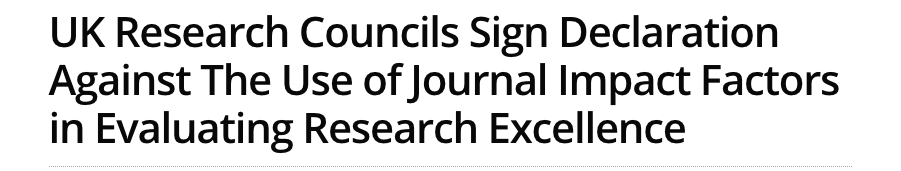 UK Research Councils Sign Declaration
Against The Use of Journal Impact Factors
in Evaluating Research Excellence